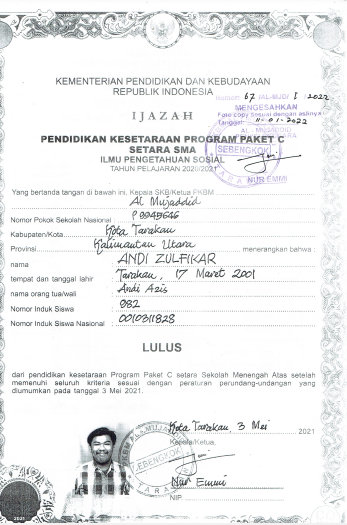 KEMENTERIAN PENDIDIKAN DAN KEBUDAYAAN
REPUBLIK INDONESIA
Nomor: 67 /AL-MJD/ I /2022
MENGESAHKAN
Foto copy sesuai dengan aslinya
Tanggal: 11-01-2022
AL - MUJADDID
SEBENGKOK
NUR EMMI
IJAZAH
PENDIDIKAN KESETARAAN PROGRAM PAKET C
SETARA SMA
ILMU PENGETAHUAN SOSIAL
TAHUN PELAJARAN 2020/2021
Yang bertanda tangan di bawah ini, Kepala SKB/Ketua PKBM
Al Mujaddid
Nomor Pokok Sekolah Nasional : P9945646
Kabupaten/Kota Kota Tarakan
Provinsi Kalimantan Utara menerangkan bahwa :
nama : ANDI ZULFIKAR
tempat dan tanggal lahir : Tarakan, 17 Maret 2001
nama orang tua/wali : Andi Azis
Nomor Induk Siswa : 082
Nomor Induk Siswa Nasional : 0010311828
LULUS
dari pendidikan kesetaraan Program Paket C setara Sekolah Menengah Atas setelah
memenuhi seluruh kriteria sesuai dengan peraturan perundang-undangan yang
diumumkan pada tanggal 3 Mei 2021.
Kota Tarakan, 3 Mei 2021
Kepala/Ketua,
SEBENGKOK
Nur Emmi
NIP.
2021